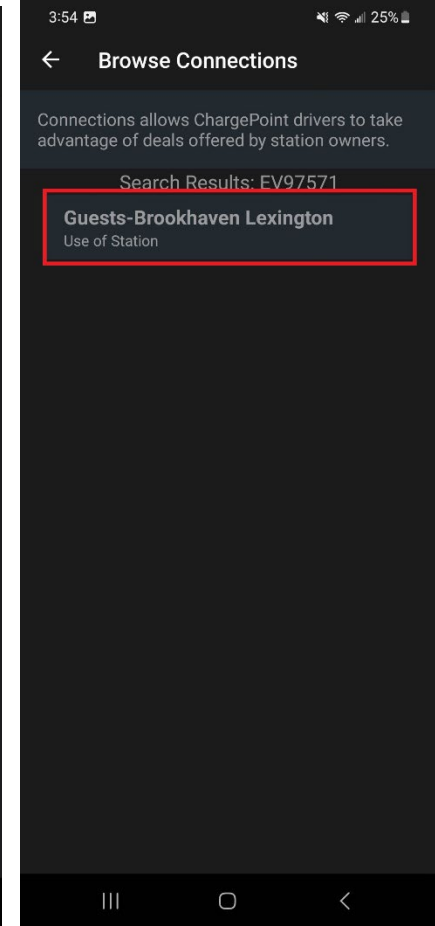 3:54 25%
Browse Connections
Connections allows ChargePoint drivers to take
advantage of deals offered by station owners.
Search Results: EV97571
Guests-Brookhaven Lexington
Use of Station